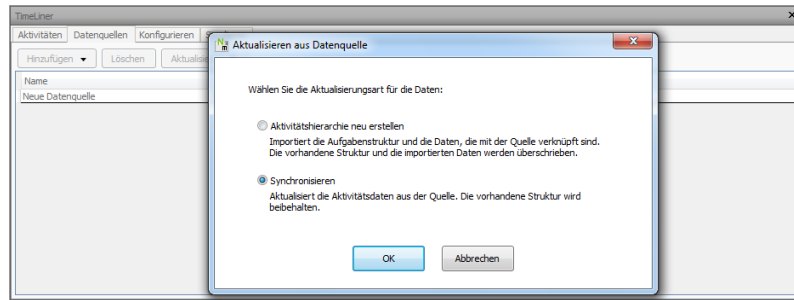 TimeLiner
Aktivitäten Datenquellen Konfigurieren
Hinzufügen Löschen
Name
Neue Datenquelle
Aktualisieren aus Datenquelle
Wählen Sie die Aktualisierungsart für die Daten:
Aktivitätshierarchie neu erstellen
Importiert die Aufgabenstruktur und die Daten, die mit der Quelle verknüpft sind.
Die vorhandene Struktur und die importierten Daten werden überschrieben.
Synchronisieren
Aktualisiert die Aktivitätsdaten aus der Quelle. Die vorhandene Struktur wird
beibehalten.
OK Abbrechen